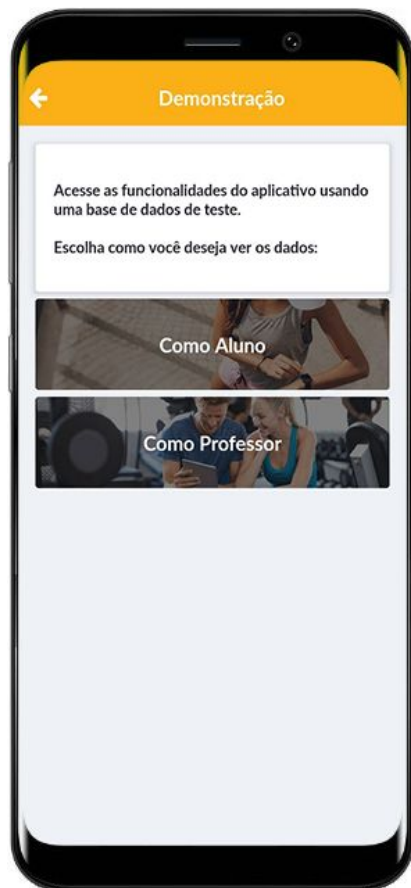 Demonstração
Acesse as funcionalidades do aplicativo usando
uma base de dados de teste.
Escolha como você deseja ver os dados:
Como Aluno
Como Professor